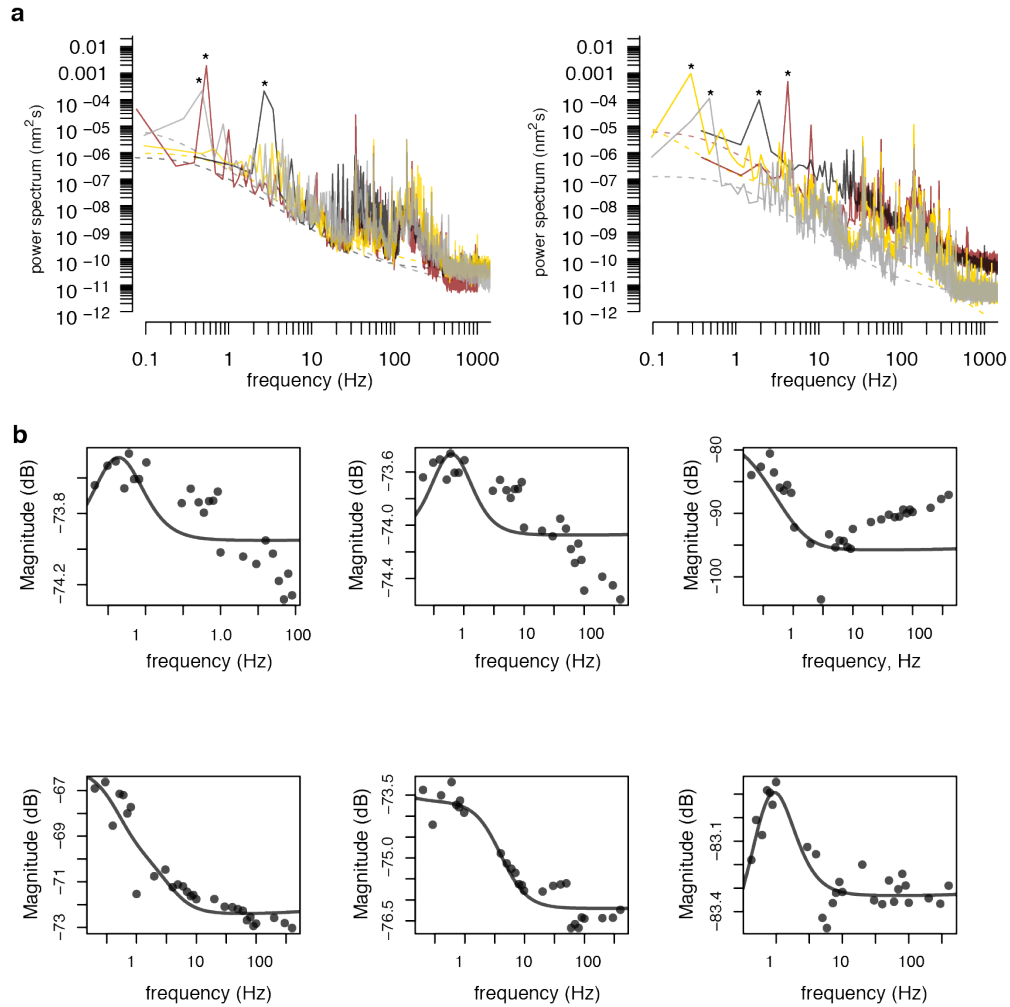 a
0.01
0.001
10 −04
10 −05
10 −06
10 −07
10 −08
10 −09
10 −10
10 −11
10 −12
power spectrum (nm2 s)
* * *
0.1 1 10 100 1000
frequency (Hz)
0.01
0.001
10 −04
10 −05
10 −06
10 −07
10 −08
10 −09
10 −10
10 −11
10 −12
power spectrum (nm2 s)
* * * *
0.1 1 10 100 1000
frequency (Hz)
b
Magnitude (dB)
−73.8
−74.2
1 1.0 100
frequency (Hz)
Magnitude (dB)
−73.6
−74.0
−74.4
1 10 100
frequency (Hz)
Magnitude (dB)
−80
−90
−100
1 10 100
frequency, Hz
Magnitude (dB)
−67
−69
−71
−73
1 10 100
frequency (Hz)
Magnitude (dB)
−73.5
−75.0
−76.5
1 10 100
frequency (Hz)
Magnitude (dB)
−83.1
−83.4
1 10 100
frequency (Hz)